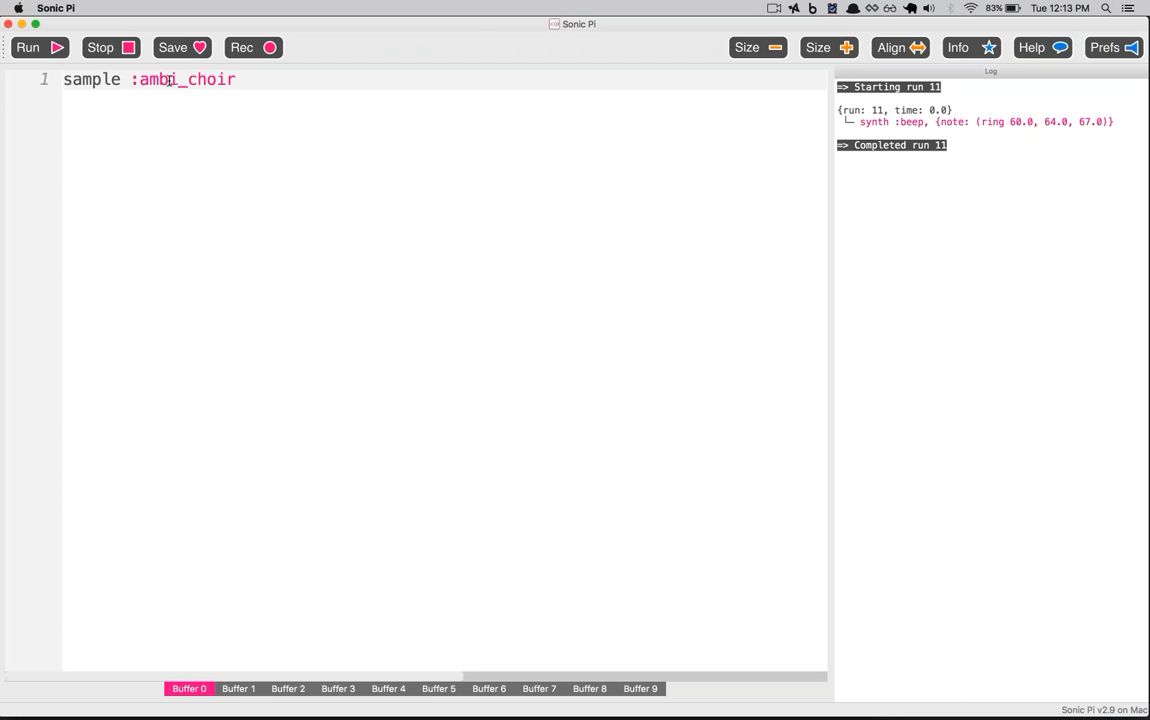 Sonic Pi
83%
Tue 12:13 PM
Sonic Pi
Run
Stop
Save
Rec
Size
Size
Align
Info
Help
Prefs
1 sample :ambi_choir
Log
=> Starting run 11
{run: 11, time: 0.0}
└─ synth :beep, {note: (ring 60.0, 64.0, 67.0)}
=> Completed run 11
Buffer 0
Buffer 1
Buffer 2
Buffer 3
Buffer 4
Buffer 5
Buffer 6
Buffer 7
Buffer 8
Buffer 9
Sonic Pi v2.9 on Mac